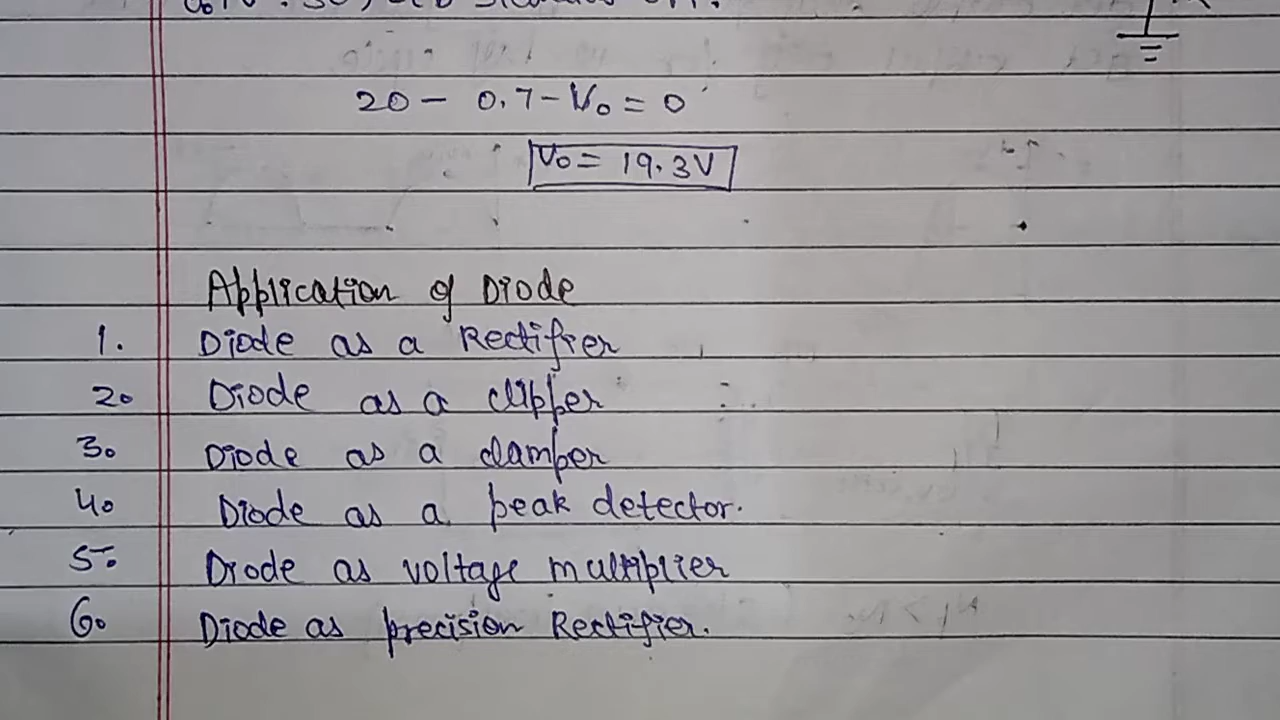 20 - 0.7 - V₀ = 0
V₀ = 19.3V
Application of Diode
1. Diode as a Rectifier
2. Diode as a clipper
3. Diode as a clamper
4. Diode as a peak detector.
5. Diode as voltage multiplier
6. Diode as precision Rectifier.